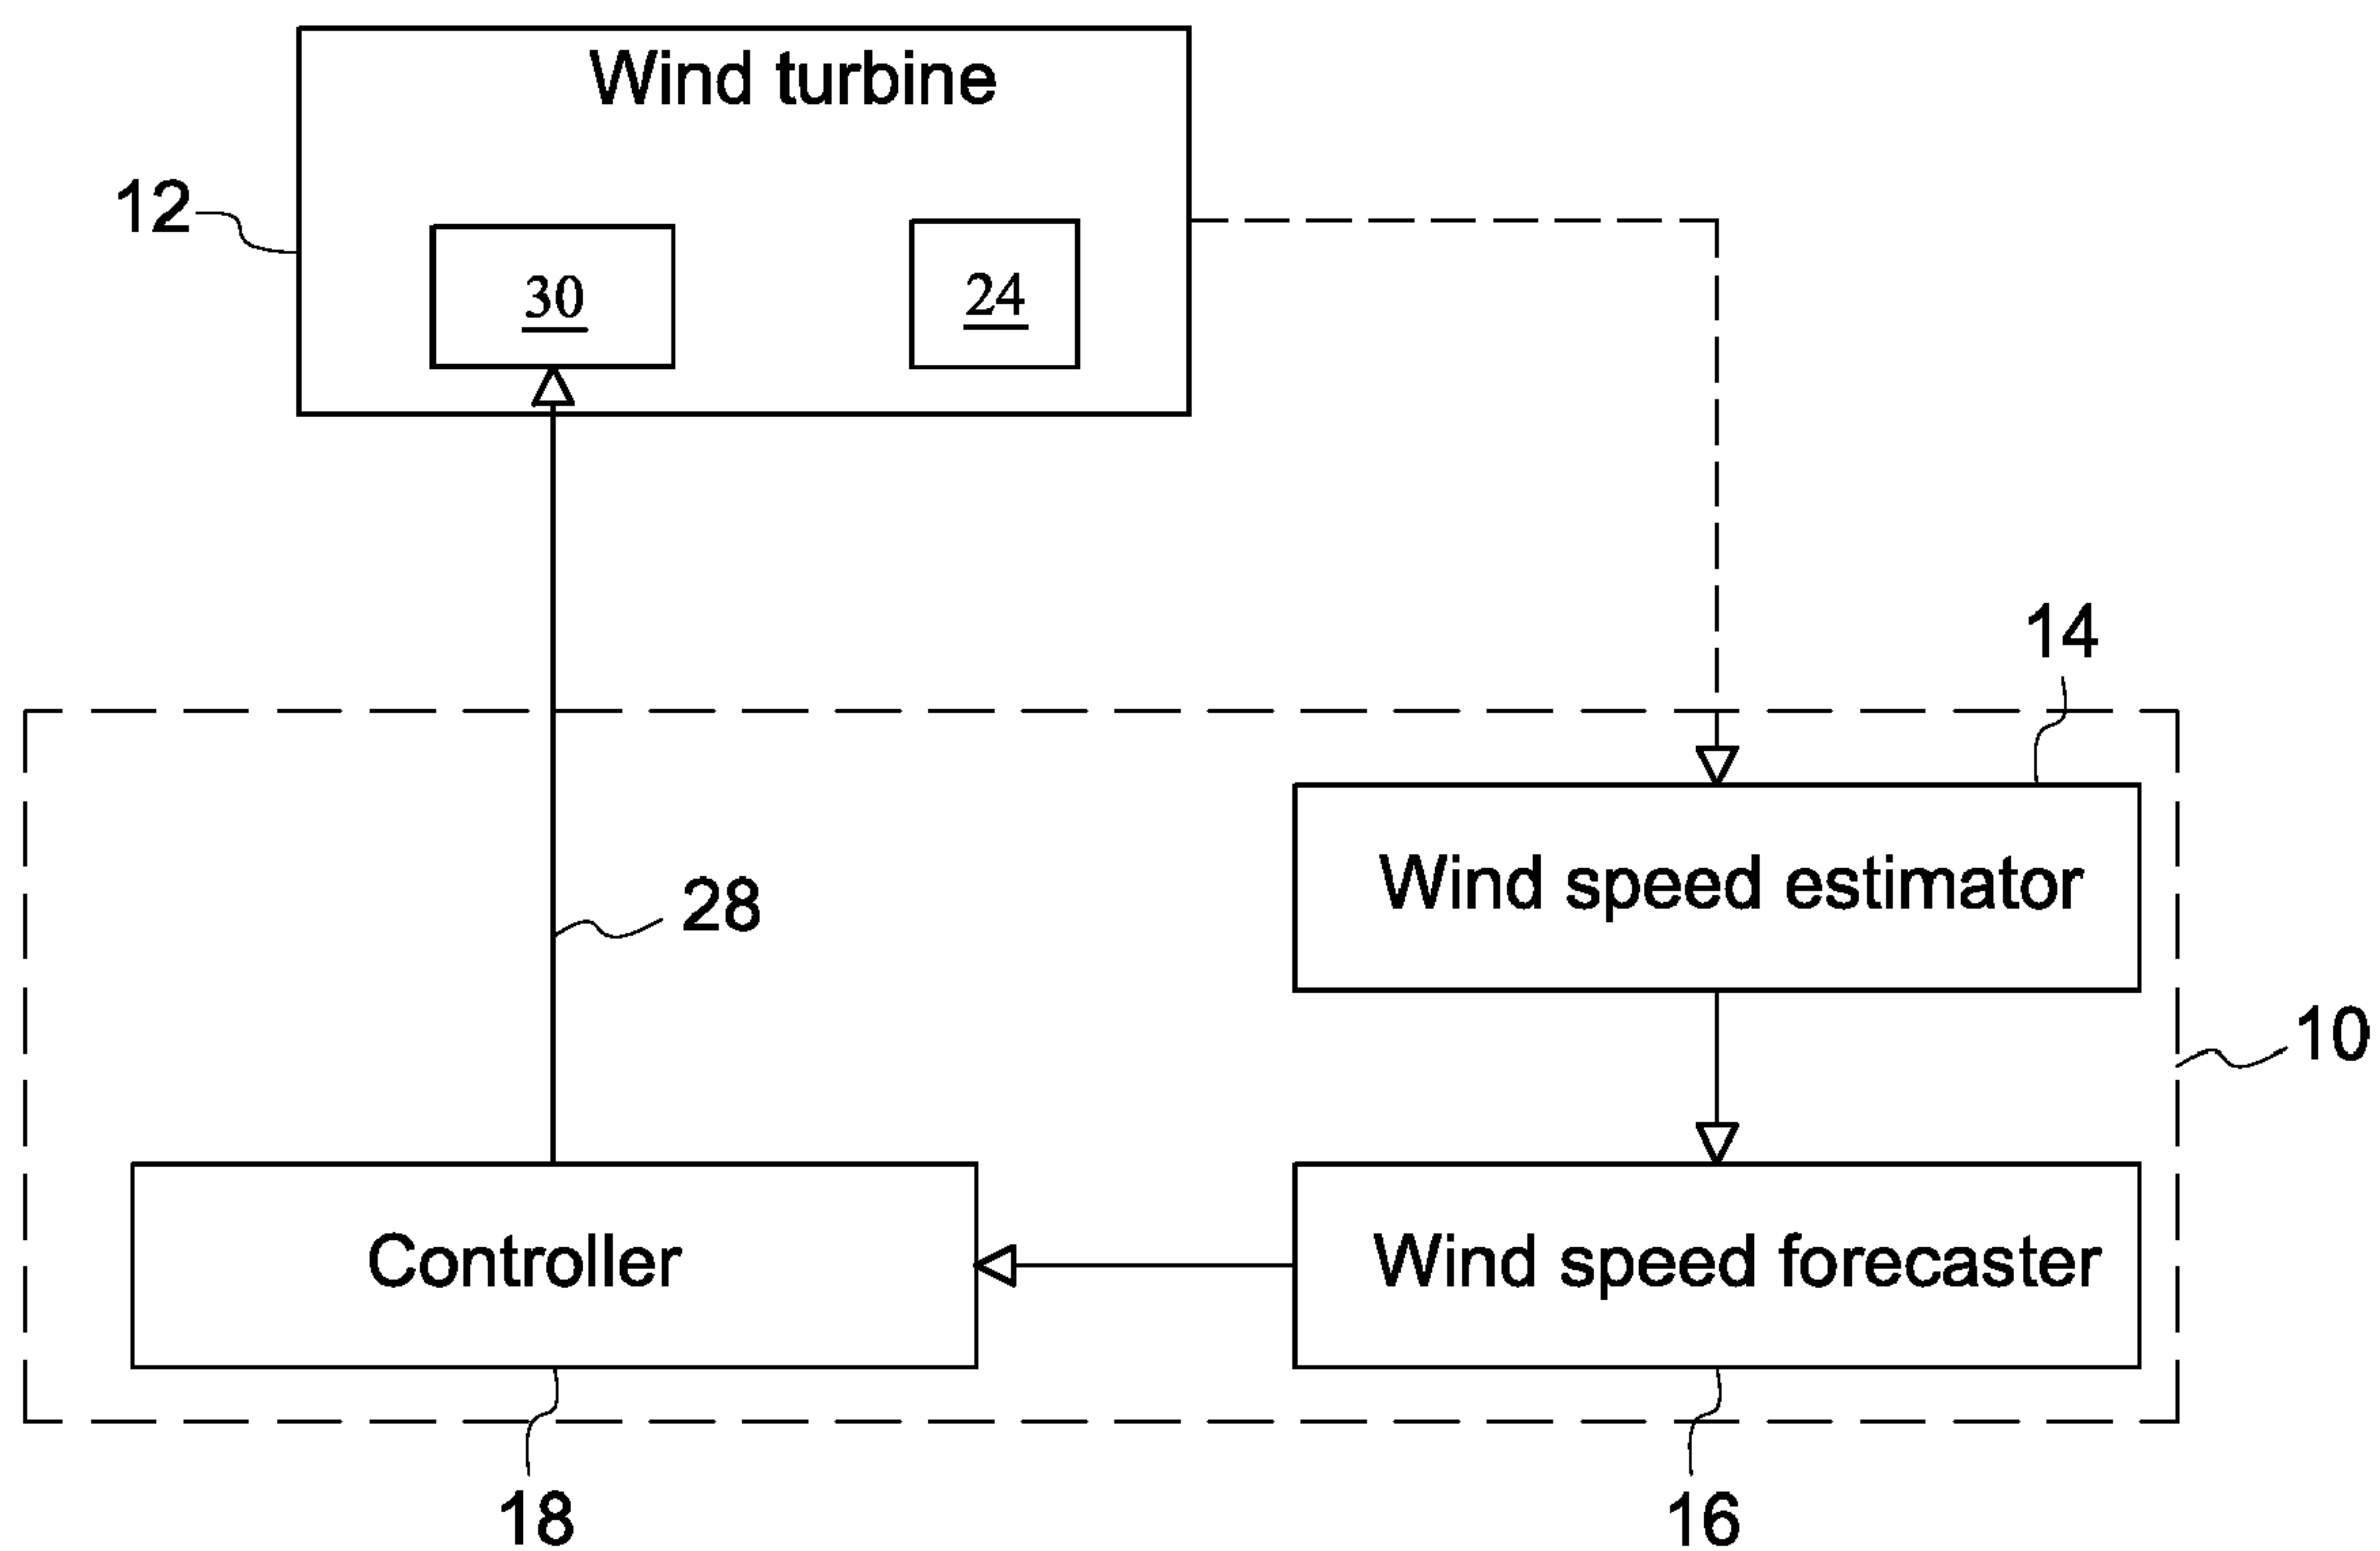 Wind turbine
12
30
24
14
Wind speed estimator
28
10
Controller
Wind speed forecaster
18
16